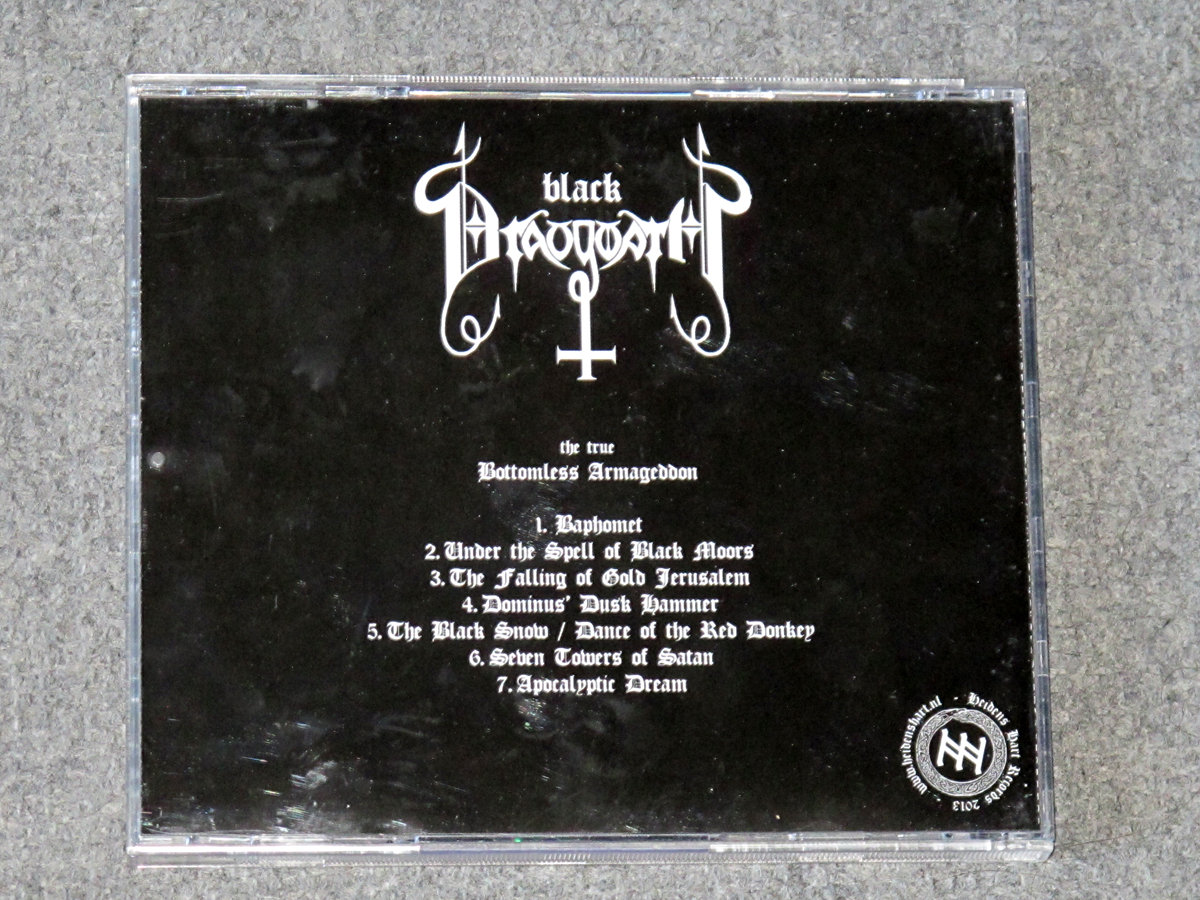 black
Draugwath
the true
Bottomless Armageddon
1. Baphomet
2. Under the Spell of Black Moors
3. The Falling of Gold Jerusalem
4. Dominus' Dusk Hammer
5. The Black Snow / Dance of the Red Donkey
6. Seven Towers of Satan
7. Apocalyptic Dream
www.heidenshart.nl - Heidens Hart Records 2013 -